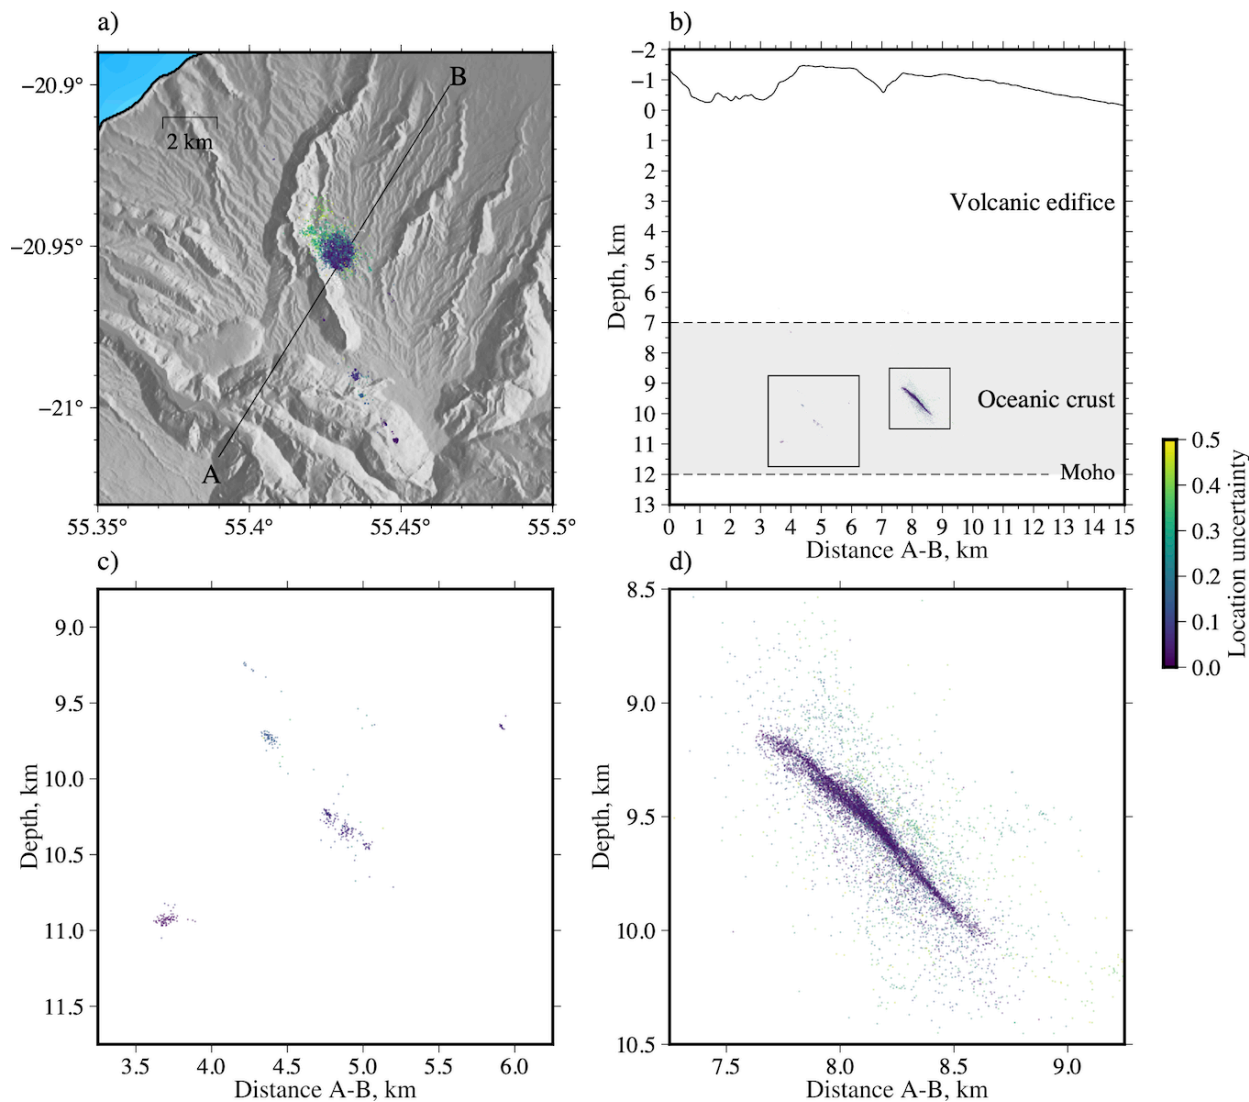 a)
−20.9°
−20.95°
−21°
55.35°
55.4°
55.45°
55.5°
2 km
A
B
b)
−2
−1
0
1
2
3
4
5
6
7
8
9
10
11
12
13
Depth, km
Volcanic edifice
Oceanic crust
Moho
0 1 2 3 4 5 6 7 8 9 10 11 12 13 14 15
Distance A-B, km
0.5
0.4
0.3
0.2
0.1
0.0
Location uncertainty
c)
9.0
9.5
10.0
10.5
11.0
11.5
Depth, km
3.5 4.0 4.5 5.0 5.5 6.0
Distance A-B, km
d)
8.5
9.0
9.5
10.0
10.5
Depth, km
7.5 8.0 8.5 9.0
Distance A-B, km